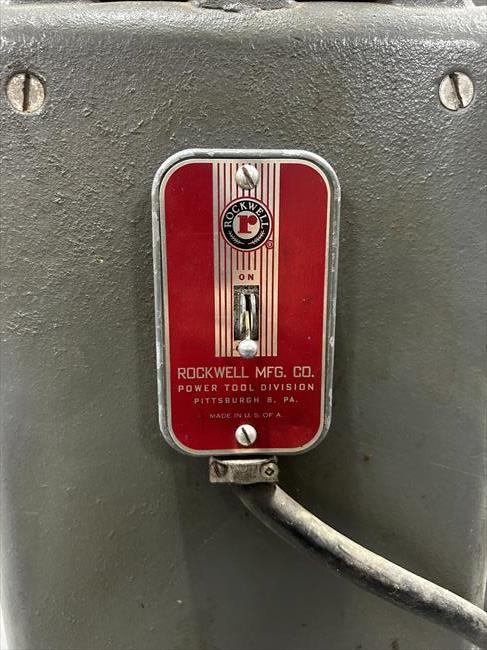 ROCKWELL
r
®
ON
ROCKWELL MFG. CO.
POWER TOOL DIVISION
PITTSBURGH 8, PA.
MADE IN U.S. OF A.